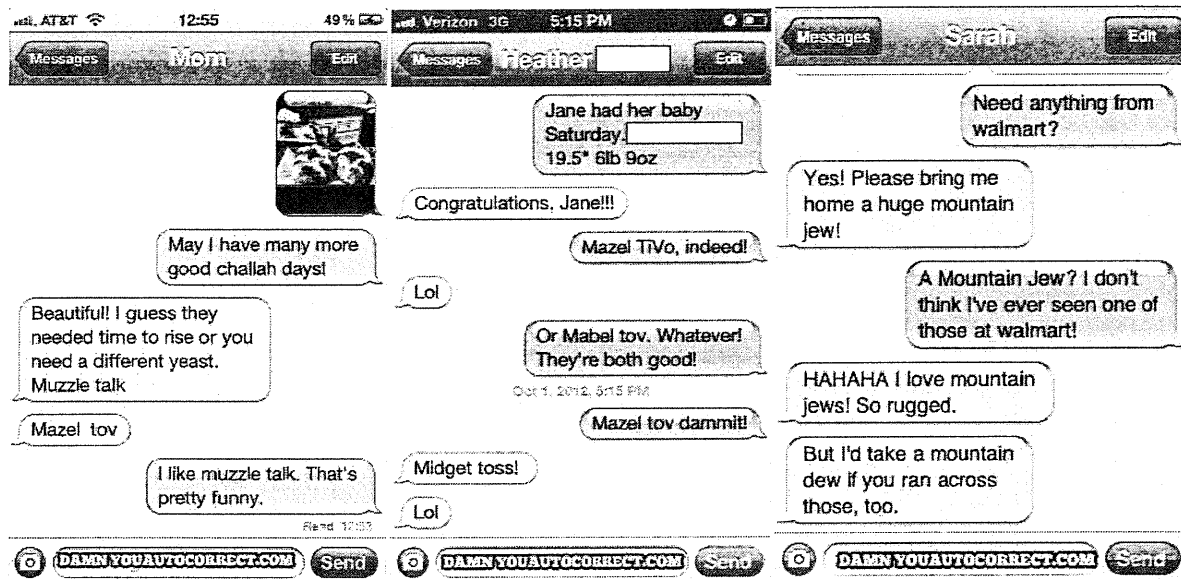 AT&T 12:55 49%
Messages Mom Edit
May I have many more
good challah days!
Beautiful! I guess they
needed time to rise or you
need a different yeast.
Muzzle talk
Mazel tov
I like muzzle talk. That's
pretty funny.
Read 12:53
DAMNYOUAUTOCORRECT.COM Send
Verizon 3G 5:15 PM
Messages Heather Edit
Jane had her baby
Saturday.
19.5" 6lb 9oz
Congratulations, Jane!!!
Mazel TiVo, indeed!
Lol
Or Mabel tov. Whatever!
They're both good!
Oct 1, 2012, 5:15 PM
Mazel tov dammit!
Midget toss!
Lol
DAMNYOUAUTOCORRECT.COM Send
Messages Sarah Edit
Need anything from
walmart?
Yes! Please bring me
home a huge mountain
jew!
A Mountain Jew? I don't
think I've ever seen one of
those at walmart!
HAHAHA I love mountain
jews! So rugged.
But I'd take a mountain
dew if you ran across
those, too.
DAMNYOUAUTOCORRECT.COM Send